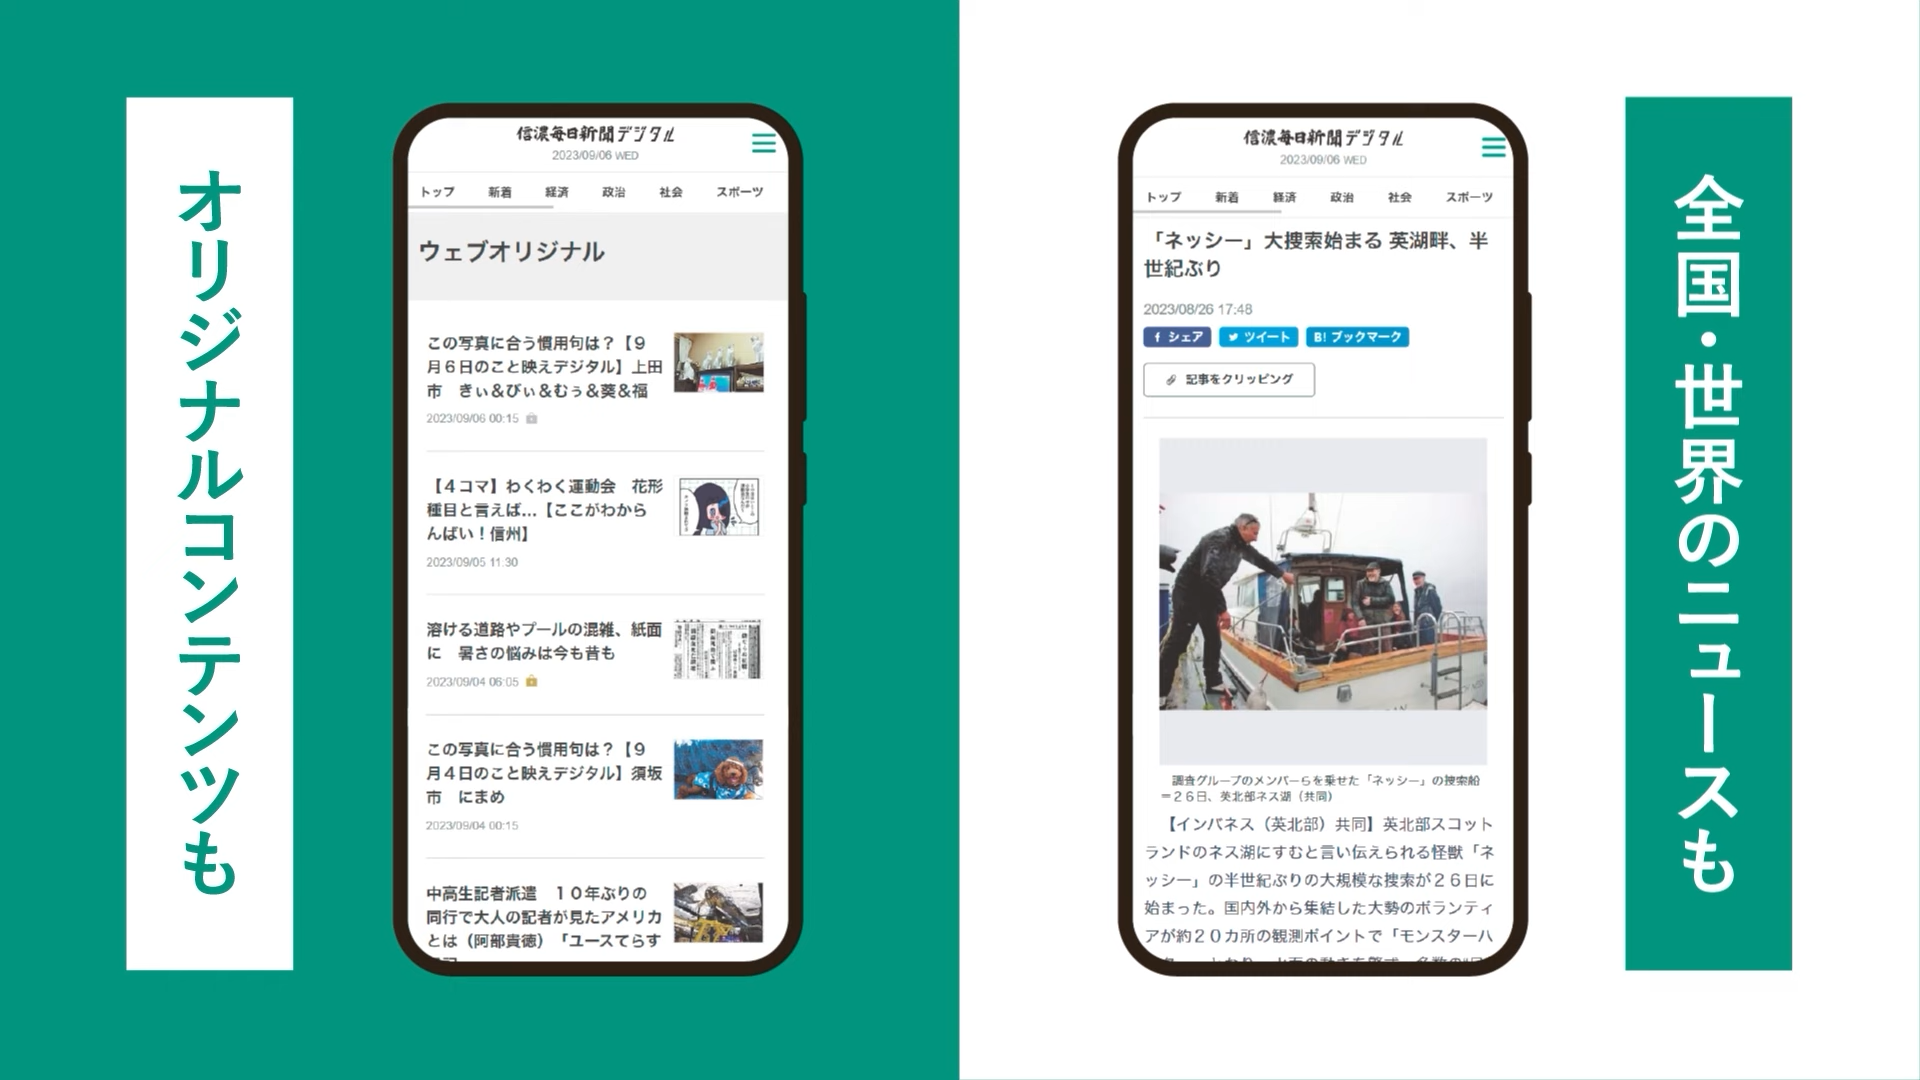 オリジナルコンテンツも
信濃毎日新聞デジタル
2023/09/06 WED
トップ 新着 経済 政治 社会 スポーツ
ウェブオリジナル
この写真に合う慣用句は？【９
月６日のこと映えデジタル】上田
市　きぃ＆びぃ＆むぅ＆葵＆福
2023/09/06 00:15
【４コマ】わくわく運動会　花形
種目と言えば…【ここがわから
んばい！信州】
2023/09/05 11:30
溶ける道路やプールの混雑、紙面
に　暑さの悩みは今も昔も
2023/09/04 06:05
この写真に合う慣用句は？【９
月４日のこと映えデジタル】須坂
市　にまめ
2023/09/04 00:15
中高生記者派遣　１０年ぶりの
同行で大人の記者が見たアメリカ
とは（阿部貴徳）「ユースてらす
信濃毎日新聞デジタル
2023/09/06 WED
トップ 新着 経済 政治 社会 スポーツ
「ネッシー」大捜索始まる 英湖畔、半
世紀ぶり
2023/08/26 17:48
f シェア ツイート B! ブックマーク
記事をクリッピング
調査グループのメンバーらを乗せた「ネッシー」の捜索船
＝２６日、英北部ネス湖（共同）
【インバネス（英北部）共同】英北部スコット
ランドのネス湖にすむと言い伝えられる怪獣「ネ
ッシー」の半世紀ぶりの大規模な捜索が２６日に
始まった。国内外から集結した大勢のボランティ
アが約２０カ所の観測ポイントで「モンスターハ
全国・世界のニュースも